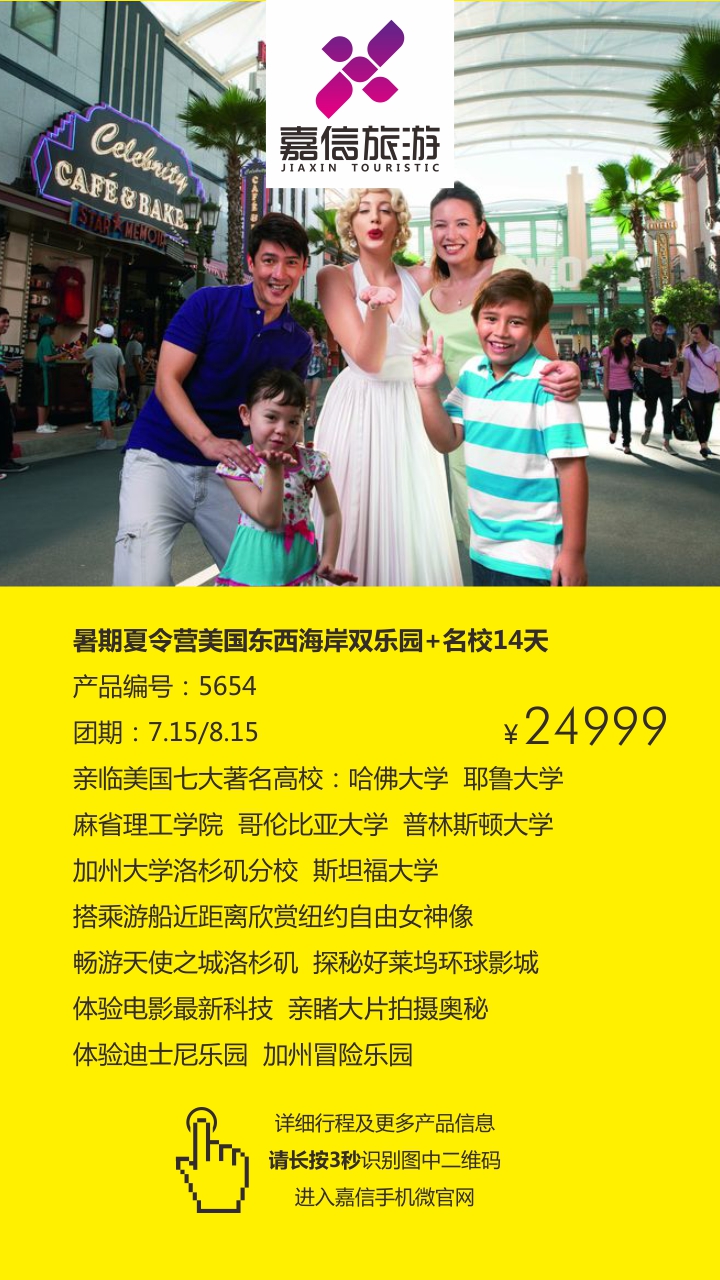 嘉信旅游
JIAXIN TOURISTIC
Celebrity
CAFÉ & BAKE
STAR ★ MEMOR
暑期夏令营美国东西海岸双乐园+名校14天
产品编号：5654
团期：7.15/8.15
¥24999
亲临美国七大著名高校：哈佛大学 耶鲁大学
麻省理工学院 哥伦比亚大学 普林斯顿大学
加州大学洛杉矶分校 斯坦福大学
搭乘游船近距离欣赏纽约自由女神像
畅游天使之城洛杉矶 探秘好莱坞环球影城
体验电影最新科技 亲睹大片拍摄奥秘
体验迪士尼乐园 加州冒险乐园
详细行程及更多产品信息
请长按3秒识别图中二维码
进入嘉信手机微官网